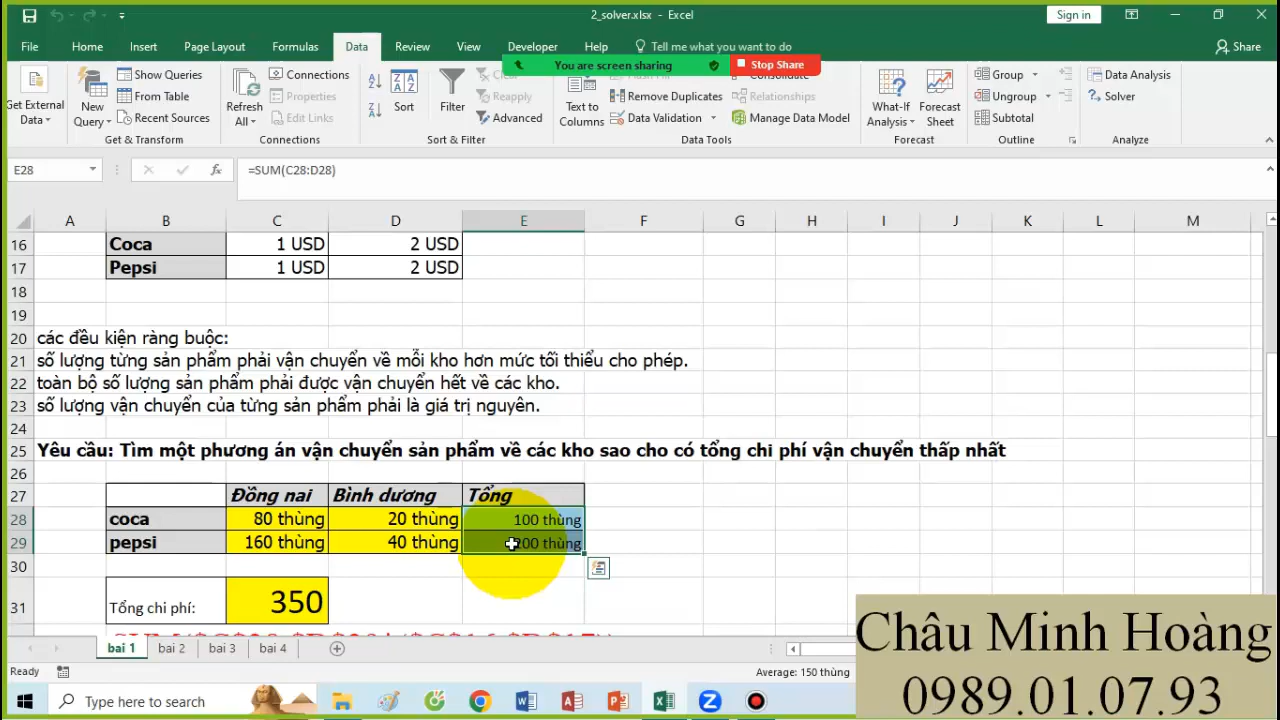 2_solver.xlsx - Excel
Sign in
File Home Insert Page Layout Formulas Data Review View Developer Help Tell me what you want to do Share
You are screen sharing Stop Share
Get External Data
New Query
Show Queries
From Table
Recent Sources
Get & Transform
Refresh All
Connections
Properties
Edit Links
Connections
Sort
Filter
Clear
Reapply
Advanced
Sort & Filter
Text to Columns
Remove Duplicates
Data Validation
Consolidate
Relationships
Manage Data Model
Data Tools
What-If Analysis
Forecast Sheet
Forecast
Group
Ungroup
Subtotal
Outline
Data Analysis
Solver
Analyze
E28 fx =SUM(C28:D28)
A B C D E F G H I J K L M
16 Coca 1 USD 2 USD
17 Pepsi 1 USD 2 USD
18
19
20 các đều kiện ràng buộc:
21 số lượng từng sản phẩm phải vận chuyển về mỗi kho hơn mức tối thiểu cho phép.
22 toàn bộ số lượng sản phẩm phải được vận chuyển hết về các kho.
23 số lượng vận chuyển của từng sản phẩm phải là giá trị nguyên.
24
25 Yêu cầu: Tìm một phương án vận chuyển sản phẩm về các kho sao cho có tổng chi phí vận chuyển thấp nhất
26
27 Đồng nai Bình dương Tổng
28 coca 80 thùng 20 thùng 100 thùng
29 pepsi 160 thùng 40 thùng 200 thùng
30
31 Tổng chi phí: 350
bai 1 bai 2 bai 3 bai 4
Ready Average: 150 thùng
Type here to search
Châu Minh Hoàng
0989.01.07.93